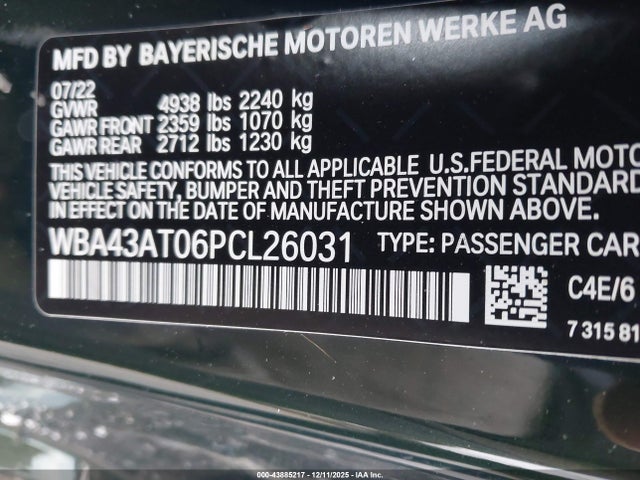 MFD BY BAYERISCHE MOTOREN WERKE AG
07/22
GVWR 4938 lbs 2240 kg
GAWR FRONT 2359 lbs 1070 kg
GAWR REAR 2712 lbs 1230 kg
THIS VEHICLE CONFORMS TO ALL APPLICABLE U.S.FEDERAL MOTO
VEHICLE SAFETY, BUMPER AND THEFT PREVENTION STANDARD
IN EFFECT ON THE DATE OF MANUFACTURE SHOWN ABOVE.
WBA43AT06PCL26031 TYPE: PASSENGER CAR
C4E/6
7 315 81
000-43885217 - 12/11/2025 - IAA Inc.